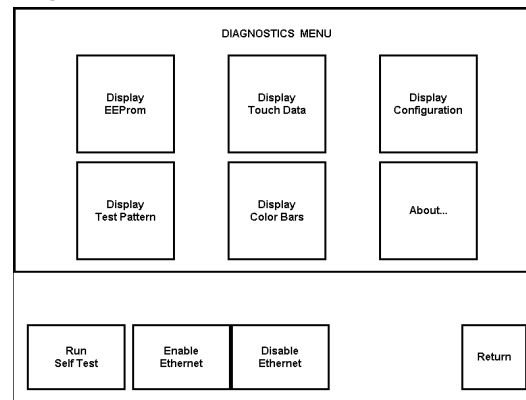 DIAGNOSTICS MENU
Display
EEProm
Display
Touch Data
Display
Configuration
Display
Test Pattern
Display
Color Bars
About...
Run
Self Test
Enable
Ethernet
Disable
Ethernet
Return